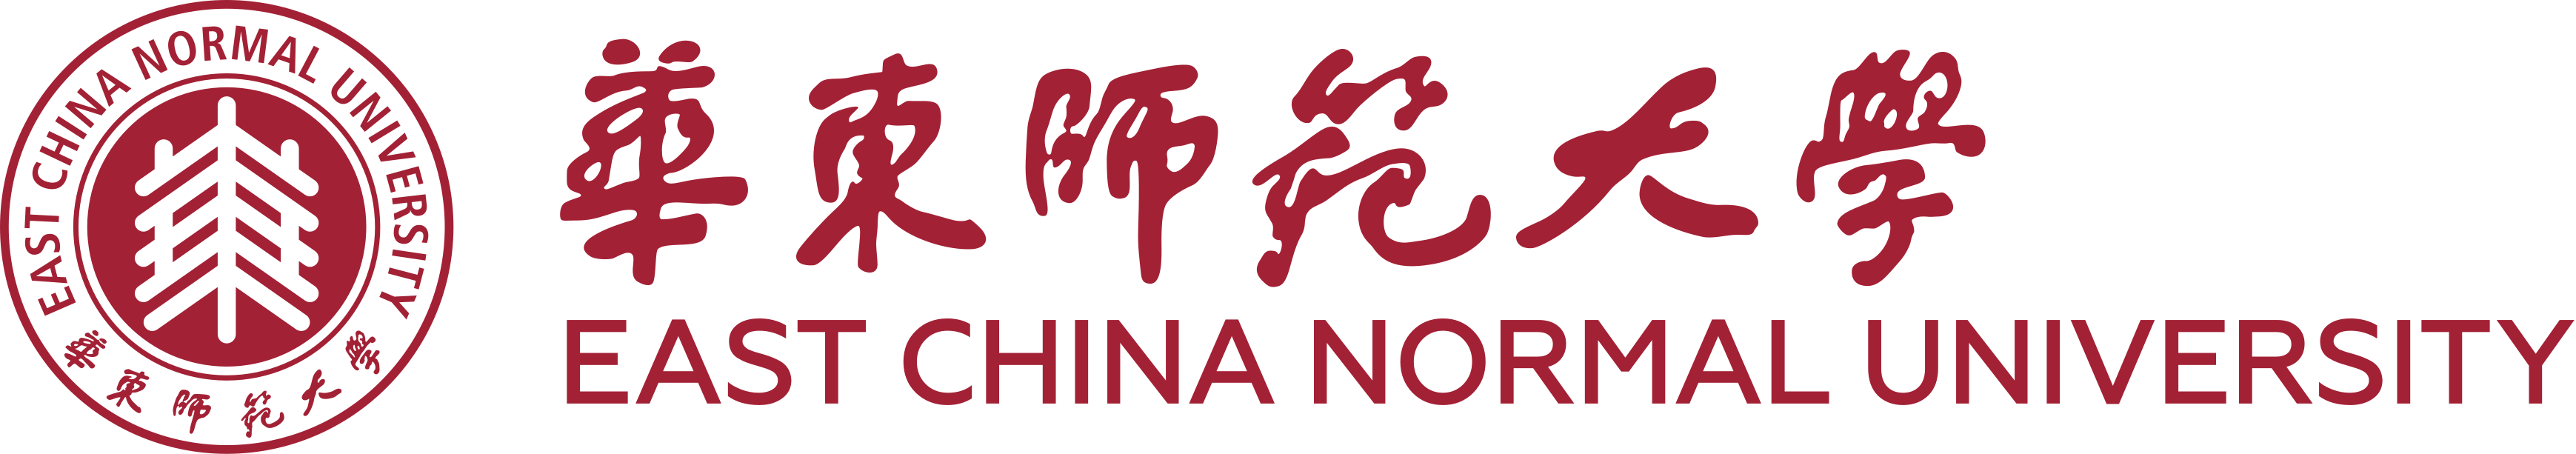 EAST CHINA NORMAL UNIVERSITY
華東師範大學
華東師範大學
EAST CHINA NORMAL UNIVERSITY